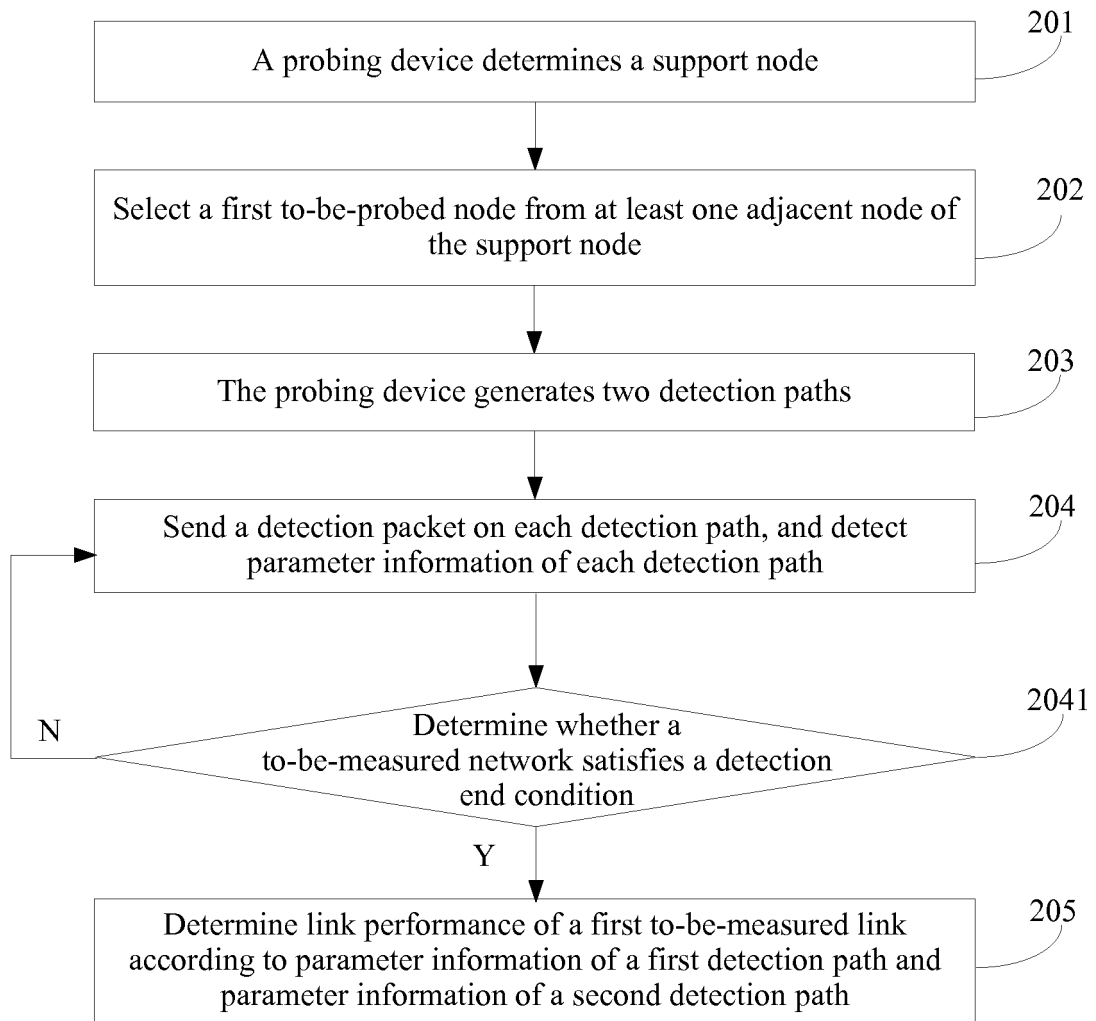 201
A probing device determines a support node
202
Select a first to-be-probed node from at least one adjacent node of
the support node
203
The probing device generates two detection paths
204
Send a detection packet on each detection path, and detect
parameter information of each detection path
2041
N
Determine whether a
to-be-measured network satisfies a detection
end condition
Y
205
Determine link performance of a first to-be-measured link
according to parameter information of a first detection path and
parameter information of a second detection path